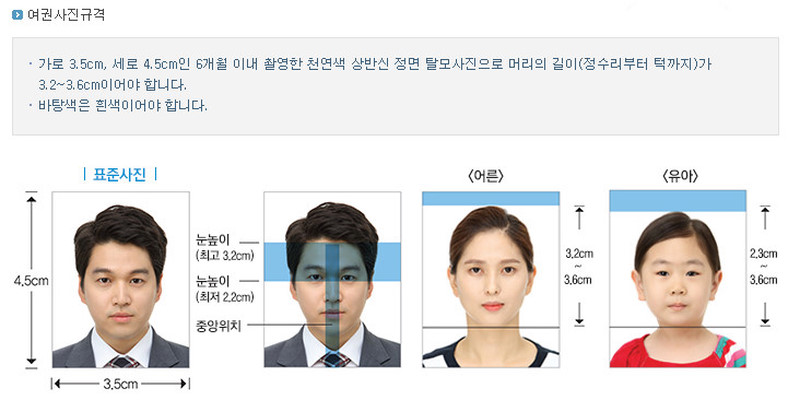 여권사진규격
· 가로 3.5cm, 세로 4.5cm인 6개월 이내 촬영한 천연색 상반신 정면 탈모사진으로 머리의 길이(정수리부터 턱까지)가
3.2~3.6cm이어야 합니다.
· 바탕색은 흰색이어야 합니다.
| 표준사진 |
<어른>
<유아>
4.5cm
3.5cm
눈높이
(최고 3.2cm)
눈높이
(최저 2.2cm)
중앙위치
3.2cm
~
3.6cm
2.3cm
~
3.6cm